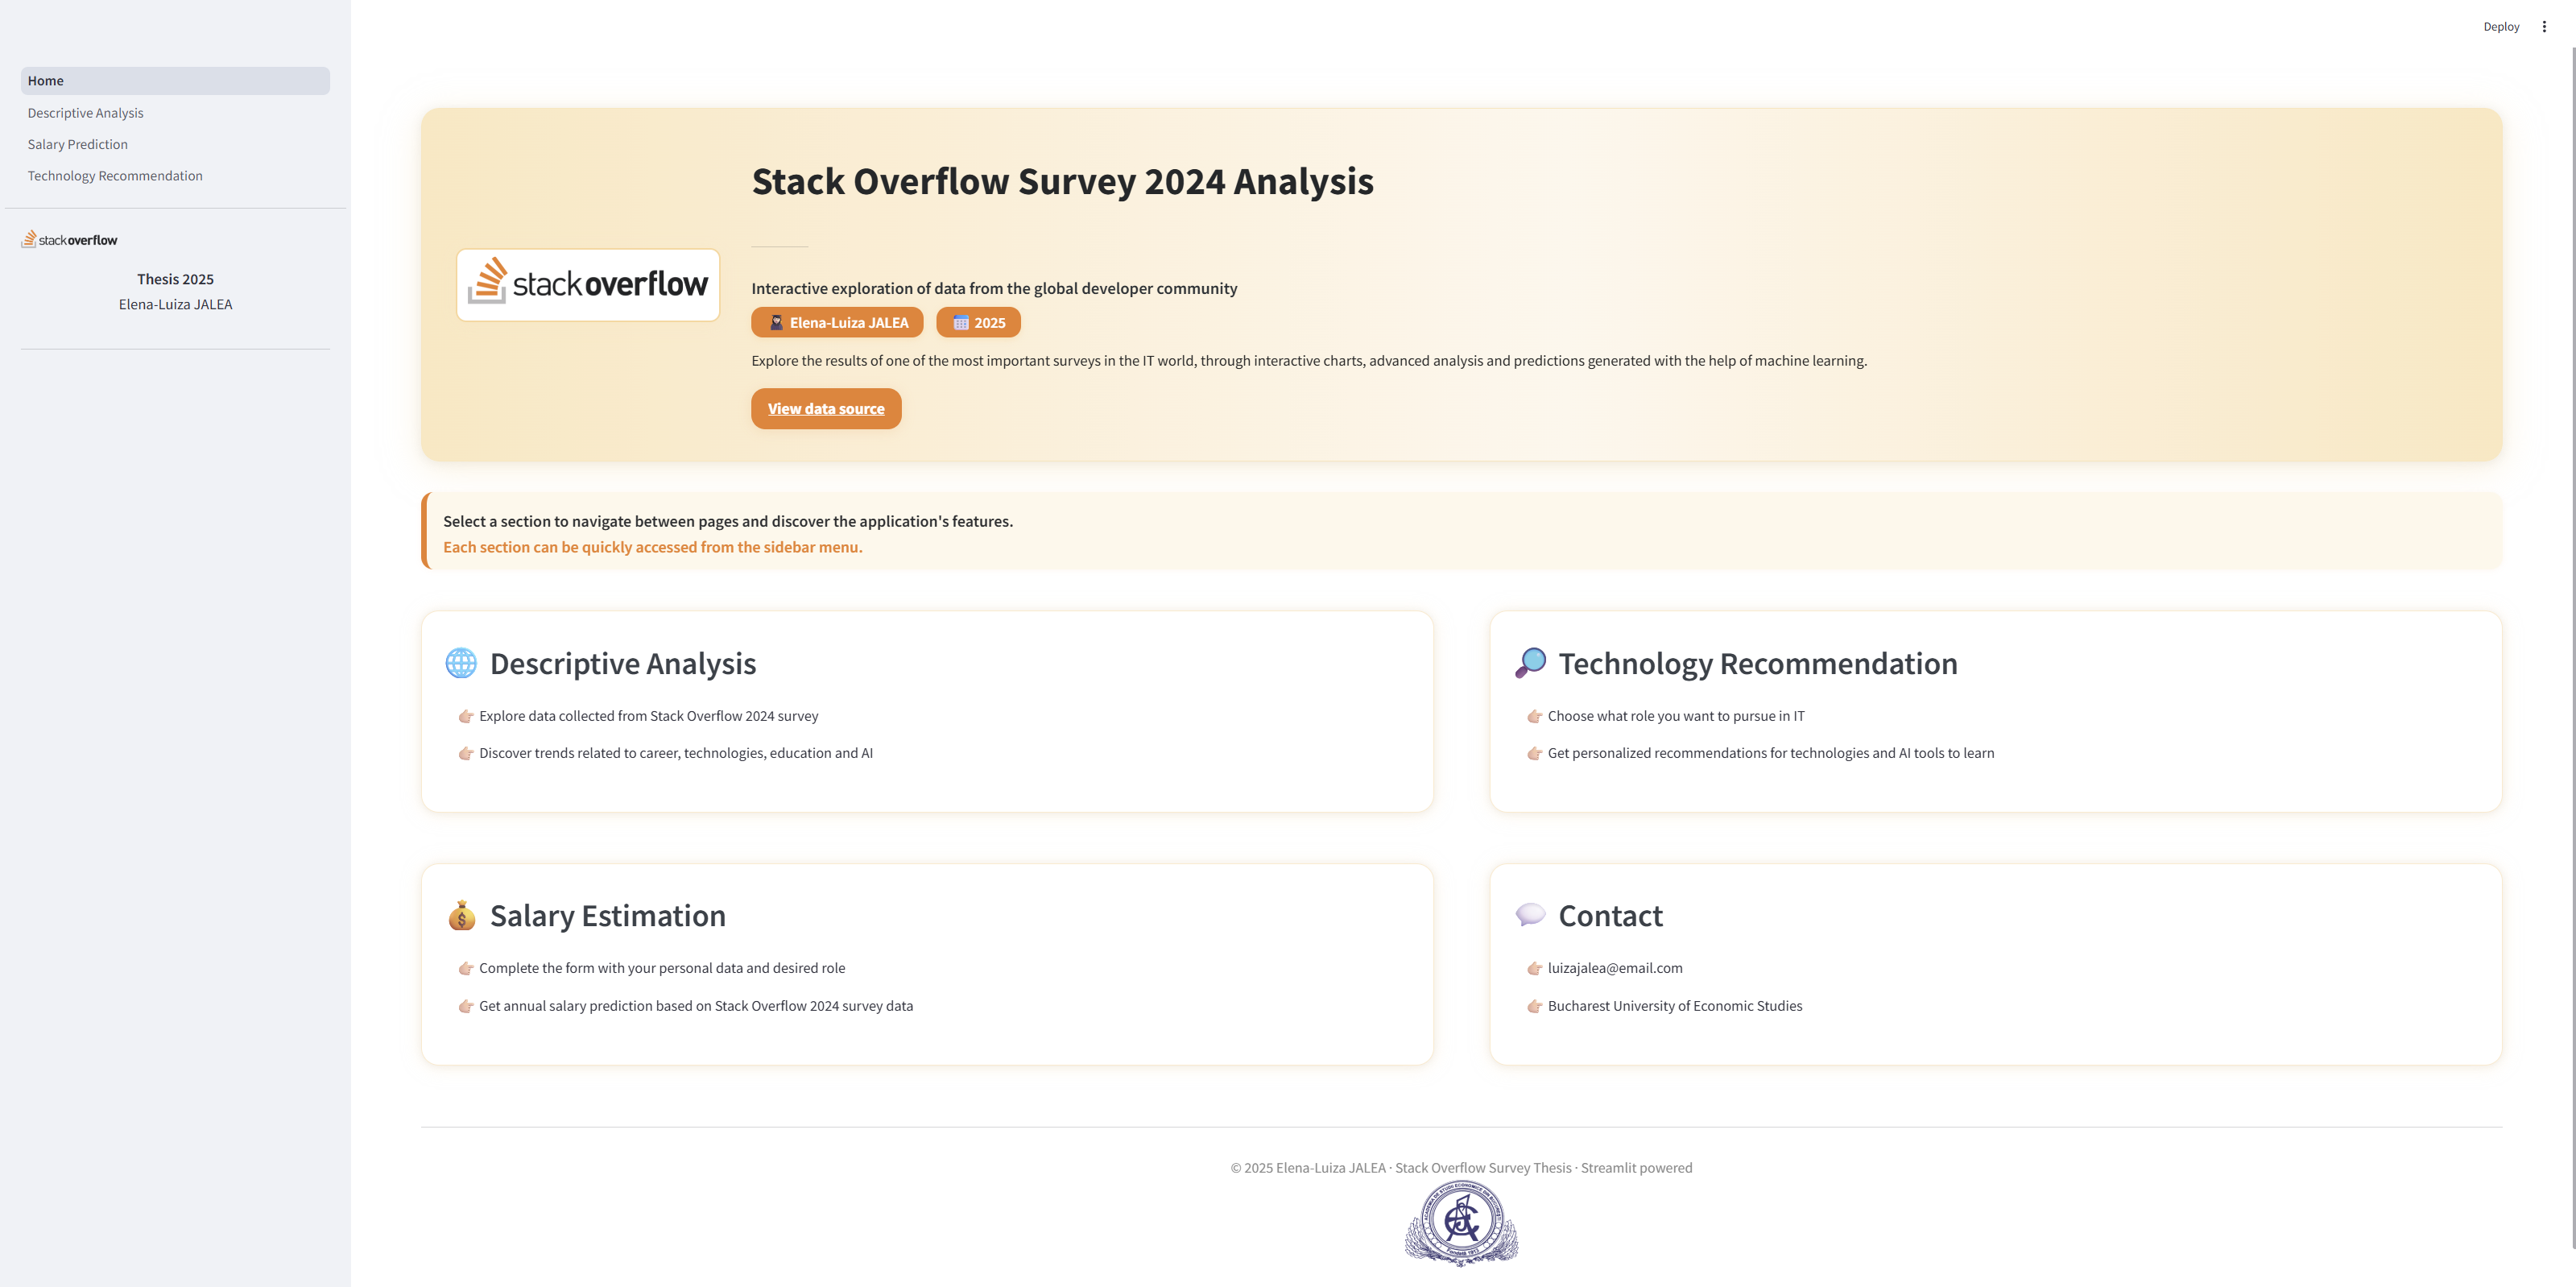 Deploy
Home
Descriptive Analysis
Salary Prediction
Technology Recommendation
stackoverflow
Thesis 2025
Elena-Luiza JALEA
Stack Overflow Survey 2024 Analysis
stackoverflow
Interactive exploration of data from the global developer community
Elena-Luiza JALEA
2025
Explore the results of one of the most important surveys in the IT world, through interactive charts, advanced analysis and predictions generated with the help of machine learning.
View data source
Select a section to navigate between pages and discover the application's features.
Each section can be quickly accessed from the sidebar menu.
Descriptive Analysis
Explore data collected from Stack Overflow 2024 survey
Discover trends related to career, technologies, education and AI
Technology Recommendation
Choose what role you want to pursue in IT
Get personalized recommendations for technologies and AI tools to learn
Salary Estimation
Complete the form with your personal data and desired role
Get annual salary prediction based on Stack Overflow 2024 survey data
Contact
luizajalea@email.com
Bucharest University of Economic Studies
© 2025 Elena-Luiza JALEA · Stack Overflow Survey Thesis · Streamlit powered
ACADEMIA DE STUDII ECONOMICE DIN BUCUREȘTI